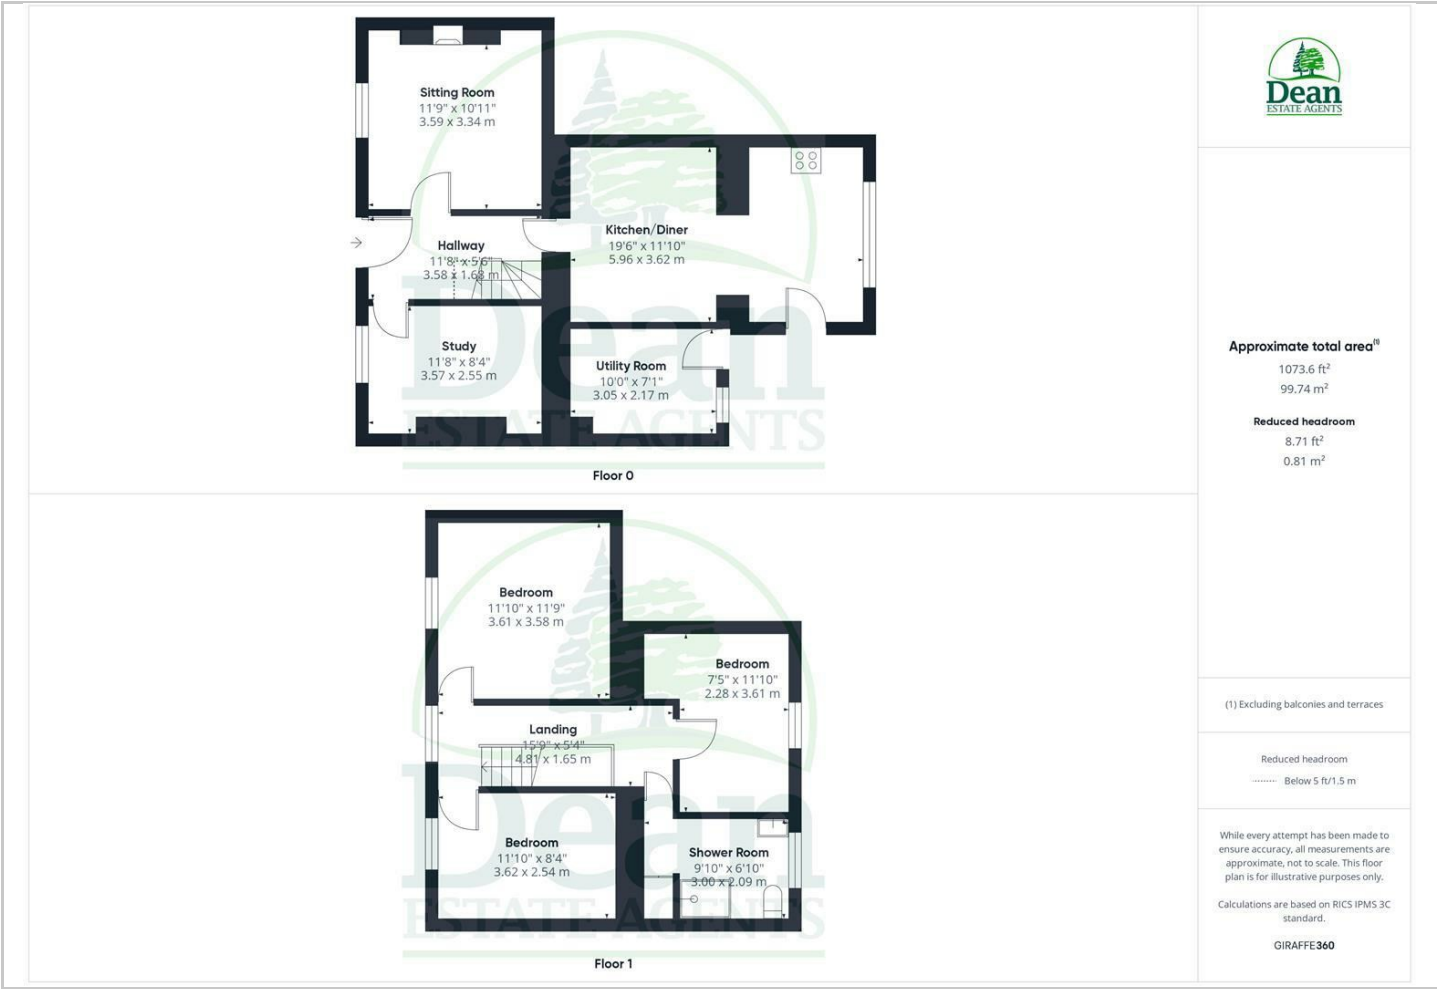 Sitting Room
11'9" x 10'11"
3.59 x 3.34 m
Hallway
11'8" x 5'6"
3.58 x 1.68 m
Kitchen/Diner
19'6" x 11'10"
5.96 x 3.62 m
Study
11'8" x 8'4"
3.57 x 2.55 m
Utility Room
10'0" x 7'1"
3.05 x 2.17 m
Dean
ESTATE AGENTS
Floor 0
Bedroom
11'10" x 11'9"
3.61 x 3.58 m
Bedroom
7'5" x 11'10"
2.28 x 3.61 m
Landing
15'9" x 5'4"
4.81 x 1.65 m
Bedroom
11'10" x 8'4"
3.62 x 2.54 m
Shower Room
9'10" x 6'10"
3.00 x 2.09 m
Dean
ESTATE AGENTS
Floor 1
Dean
ESTATE AGENTS
Approximate total area(1)
1073.6 ft²
99.74 m²
Reduced headroom
8.71 ft²
0.81 m²
(1) Excluding balconies and terraces
Reduced headroom
Below 5 ft/1.5 m
While every attempt has been made to
ensure accuracy, all measurements are
approximate, not to scale. This floor
plan is for illustrative purposes only.
Calculations are based on RICS IPMS 3C
standard.
GIRAFFE360